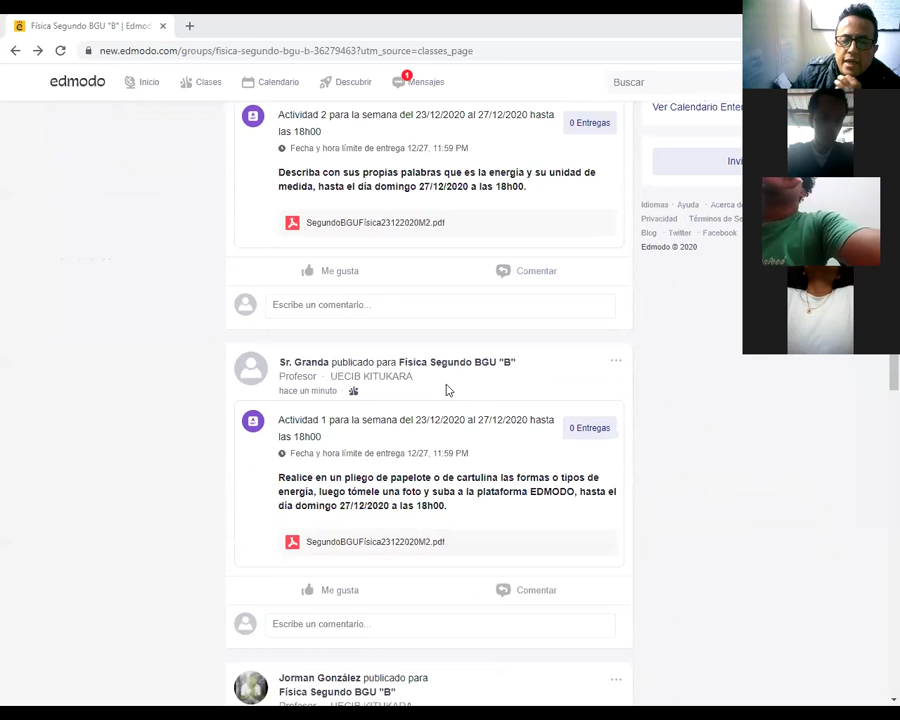 Física Segundo BGU "B" | Edmod
new.edmodo.com/groups/fisica-segundo-bgu-b-36279463?utm_source=classes_page
edmodo
Inicio
Clases
Calendario
Descubrir
1
Mensajes
Buscar
Actividad 2 para la semana del 23/12/2020 al 27/12/2020 hasta
las 18h00
0 Entregas
Fecha y hora límite de entrega 12/27, 11:59 PM
Describa con sus propias palabras que es la energía y su unidad de
medida, hasta el día domingo 27/12/2020 a las 18h00.
SegundoBGUFísica23122020M2.pdf
Me gusta
Comentar
Escribe un comentario...
Sr. Granda publicado para Física Segundo BGU "B"
Profesor · UECIB KITUKARA
hace un minuto ·
Actividad 1 para la semana del 23/12/2020 al 27/12/2020 hasta
las 18h00
0 Entregas
Fecha y hora límite de entrega 12/27, 11:59 PM
Realice en un pliego de papelote o de cartulina las formas o tipos de
energía, luego tómele una foto y suba a la plataforma EDMODO, hasta el
día domingo 27/12/2020 a las 18h00.
SegundoBGUFísica23122020M2.pdf
Me gusta
Comentar
Escribe un comentario...
Jorman González publicado para
Física Segundo BGU "B"
Profesor · UECIB KITUKARA
Ver Calendario Enter
Invi
Idiomas · Ayuda · Acerca d
Privacidad · Términos de Se
Blog · Twitter · Facebook
Edmodo © 2020